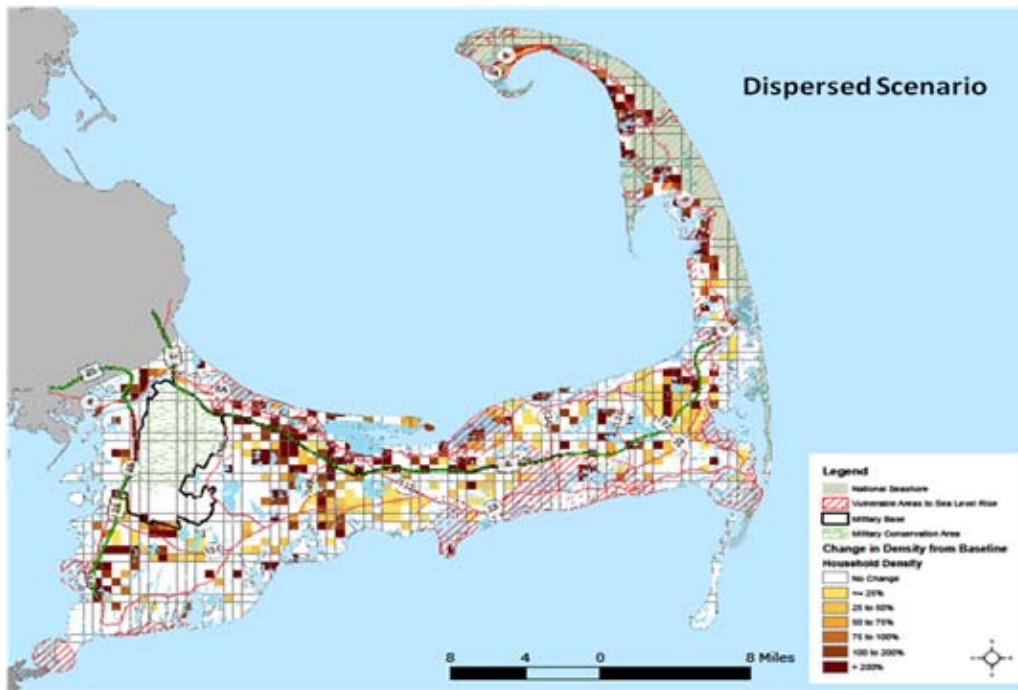 Dispersed Scenario
Legend
National Seashore
Vulnerable Areas to Sea Level Rise
Military Base
Military Conservation Area
Change in Density from Baseline
Household Density
No Change
<= 25%
25 to 50%
50 to 75%
75 to 100%
100 to 200%
+ 200%
8 4 0 8 Miles